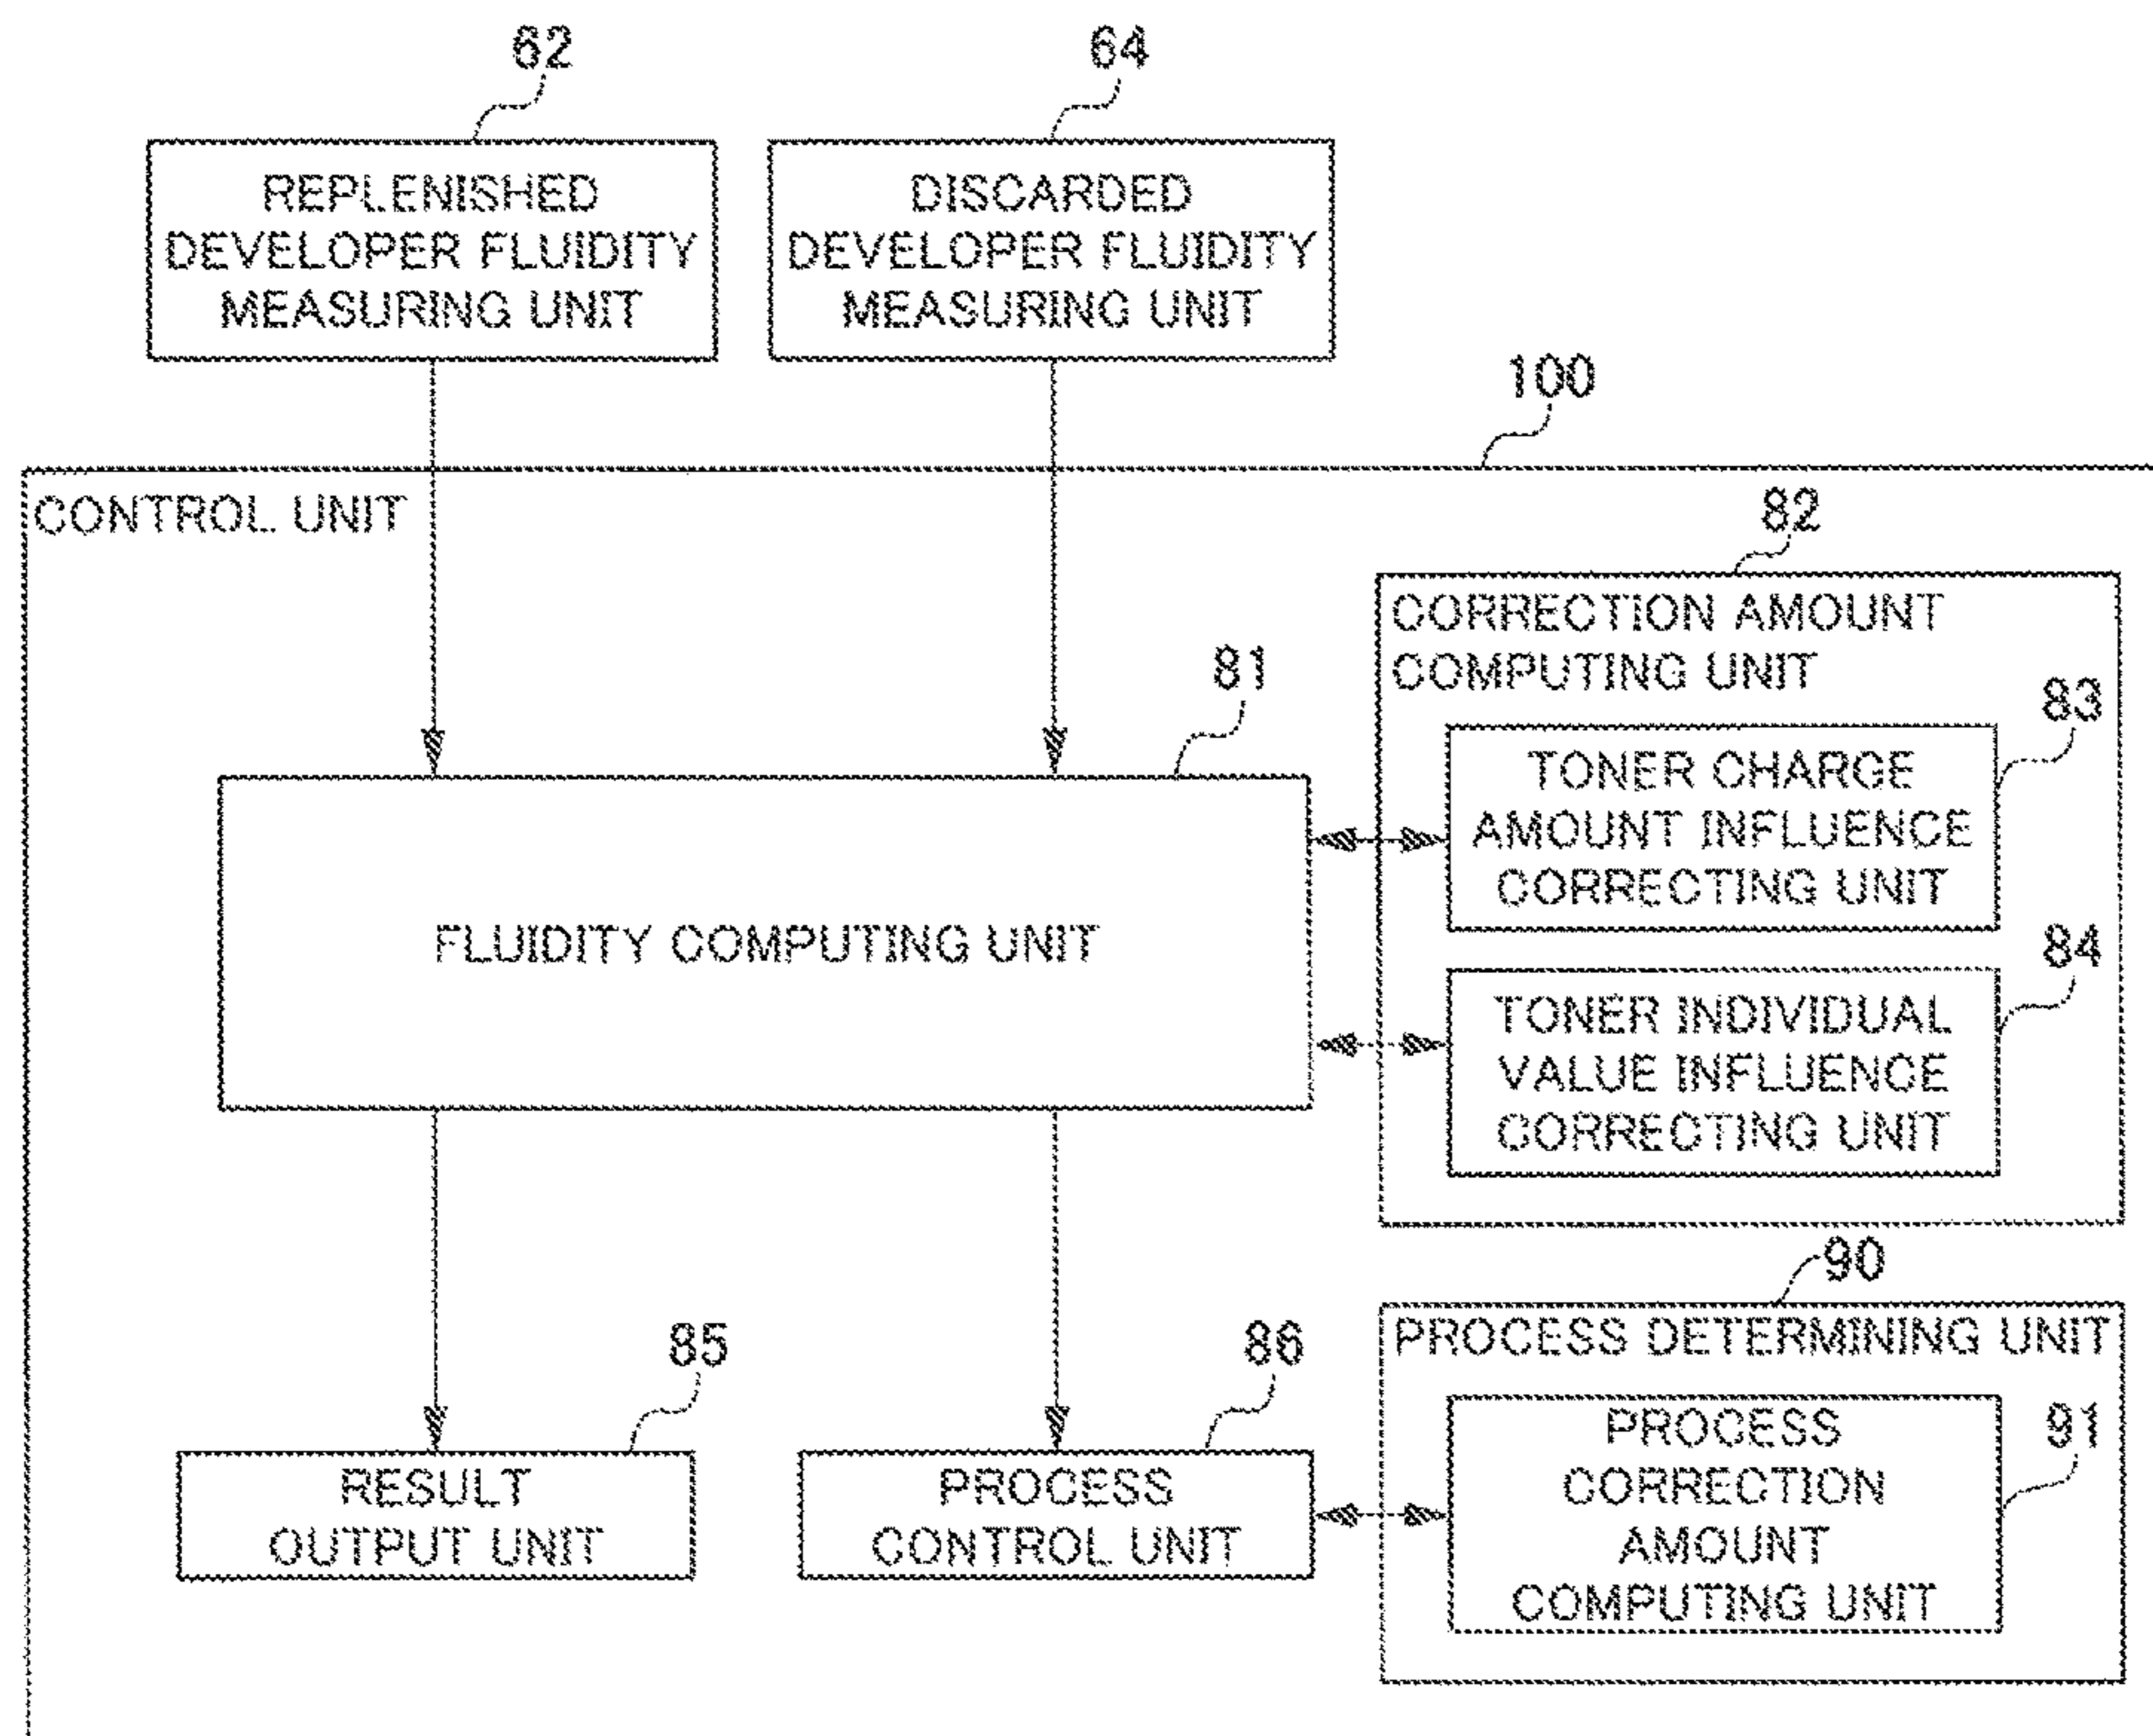 62
64
REPLENISHED
DEVELOPER FLUIDITY
MEASURING UNIT
DISCARDED
DEVELOPER FLUIDITY
MEASURING UNIT
100
CONTROL UNIT
82
CORRECTION AMOUNT
COMPUTING UNIT
81
83
TONER CHARGE
AMOUNT INFLUENCE
CORRECTING UNIT
FLUIDITY COMPUTING UNIT
84
TONER INDIVIDUAL
VALUE INFLUENCE
CORRECTING UNIT
90
PROCESS DETERMINING UNIT
85
86
91
RESULT
OUTPUT UNIT
PROCESS
CONTROL UNIT
PROCESS
CORRECTION
AMOUNT
COMPUTING UNIT